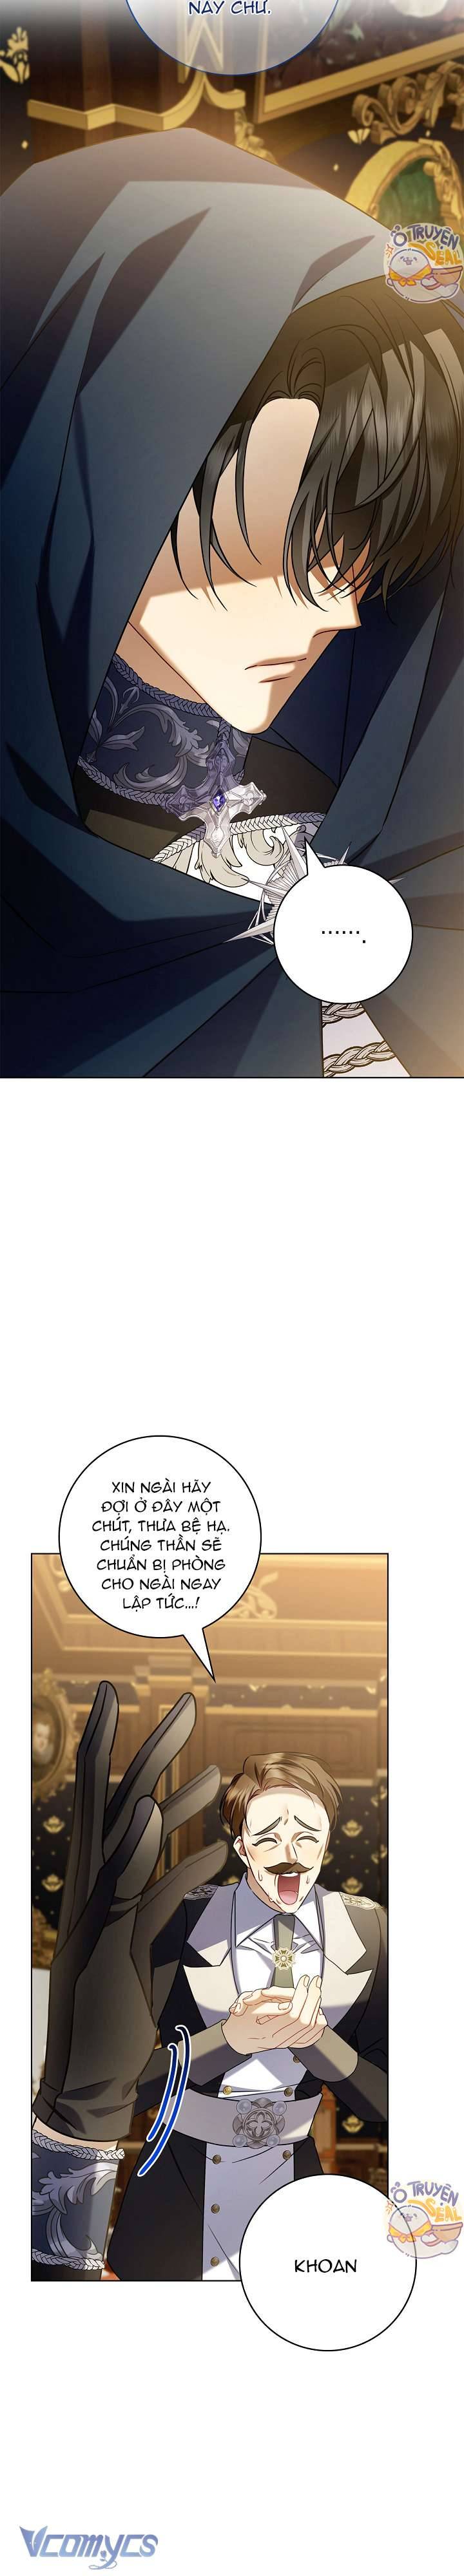 NÀY CHỨ.
Ổ TRUYỆN
SEAL
.......
XIN NGÀI HÃY
ĐỢI Ở ĐÂY MỘT
CHÚT, THƯA BỆ HẠ.
CHÚNG THẦN SẼ
CHUẨN BỊ PHÒNG
CHO NGÀI NGAY
LẬP TỨC...!
Ổ TRUYỆN
SEAL
KHOAN
VCOMYCS